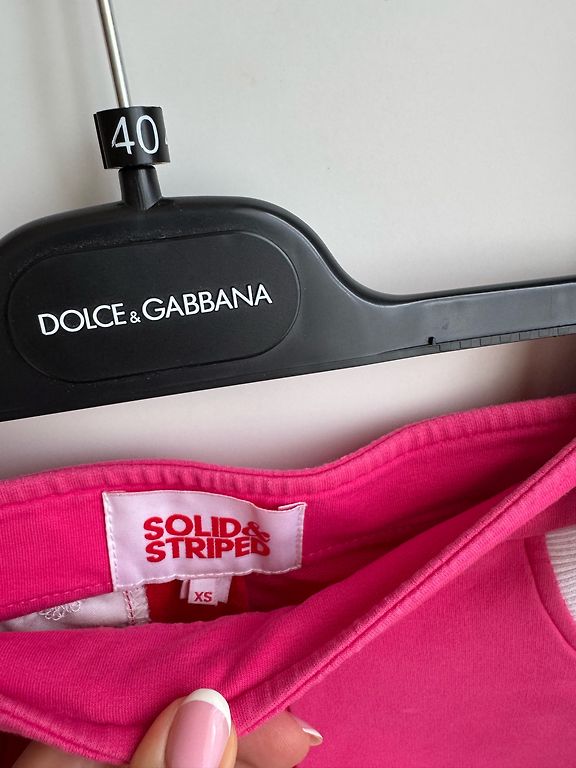 40
DOLCE & GABBANA
SOLID &
STRIPED
XS